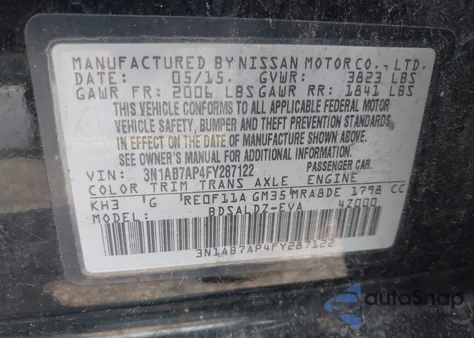 MANUFACTURED BY NISSAN MOTOR CO., LTD.
DATE: 05/15. GVWR: 3823 LBS
GAWR FR: 2006 LBS GAWR RR: 1841 LBS
THIS VEHICLE CONFORMS TO ALL APPLICABLE FEDERAL MOTOR
VEHICLE SAFETY, BUMPER AND THEFT PREVENTION STANDARDS
IN EFFECT ON THE DATE OF MANUFACTURE SHOWN ABOVE.
SEE OWNER'S MANUAL FOR ADDITIONAL INFORMATION.
VIN: 3N1AB7AP4FY287122 PASSENGER CAR
COLOR TRIM TRANS AXLE ENGINE
KH3 'G 'RE0F11A GM35 MRA8DE 1798 CC
MODEL: BDSALDZ-EVA 4Z000
3N1AB7AP4FY287122
autoSnap